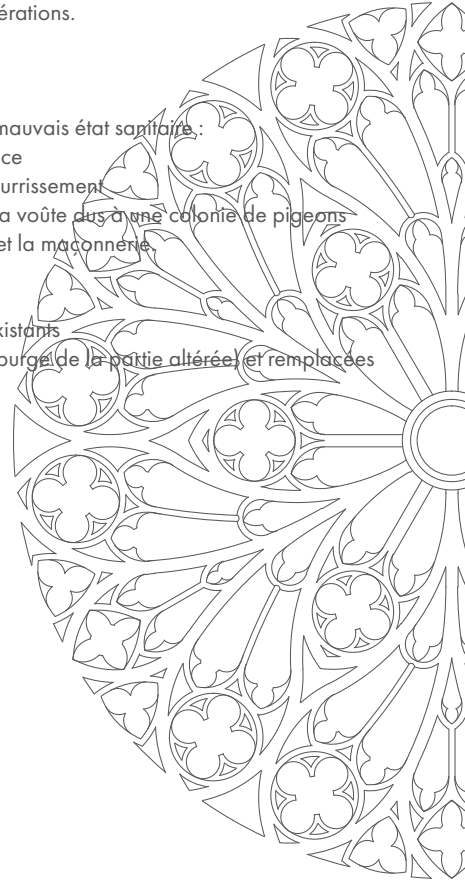 érations.
mauvais état sanitaire :
ce
urrissement
a voûte dus à une colonie de pigeons
et la maçonnerie.
xistants
ourge de la partie altérée) et remplacées